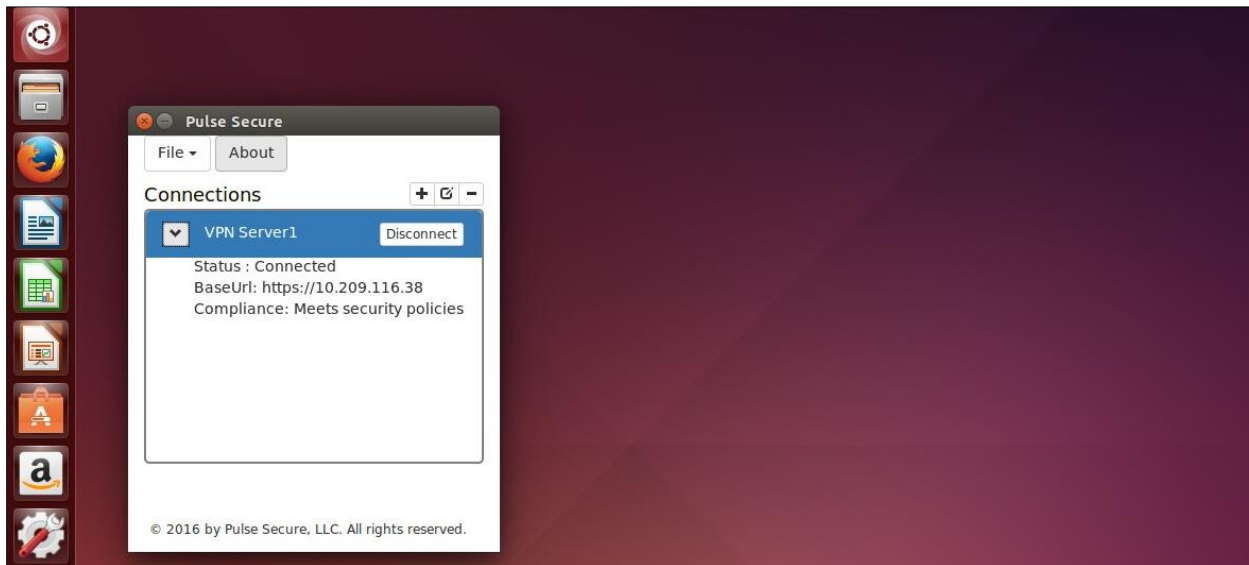 Pulse Secure
File
About
Connections
VPN Server1
Disconnect
Status : Connected
BaseUrl: https://10.209.116.38
Compliance: Meets security policies
© 2016 by Pulse Secure, LLC. All rights reserved.
A
a